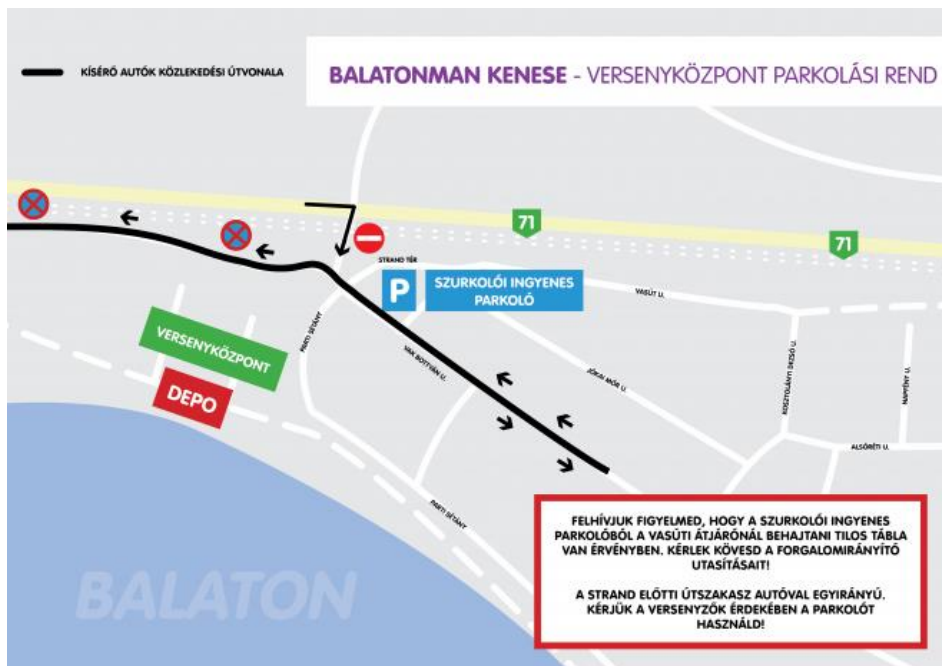 KÍSÉRŐ AUTÓK KÖZLEKEDÉSI ÚTVONALA
BALATONMAN KENESE - VERSENYKÖZPONT PARKOLÁSI REND
71
71
STRAND TÉR
P
SZURKOLÓI INGYENES
PARKOLÓ
VASÚT U.
VERSENYKÖZPONT
DEPO
PARTI SÉTÁNY
VAK BOTTYÁN U.
JÓKAI MÓR U.
KOSZTOLÁNYI DEZSŐ U.
NAPFÉNY U.
ALSÓRÉTI U.
PARTI SÉTÁNY
BALATON
FELHÍVJUK FIGYELMED, HOGY A SZURKOLÓI INGYENES
PARKOLÓBÓL A VASÚTI ÁTJÁRÓNÁL BEHAJTANI TILOS TÁBLA
VAN ÉRVÉNYBEN. KÉRLEK KÖVESD A FORGALOMIRÁNYÍTÓ
UTASÍTÁSAIT!
A STRAND ELŐTTI ÚTSZAKASZ AUTÓVAL EGYIRÁNYÚ.
KÉRJÜK A VERSENYZŐK ÉRDEKÉBEN A PARKOLÓT
HASZNÁLD!